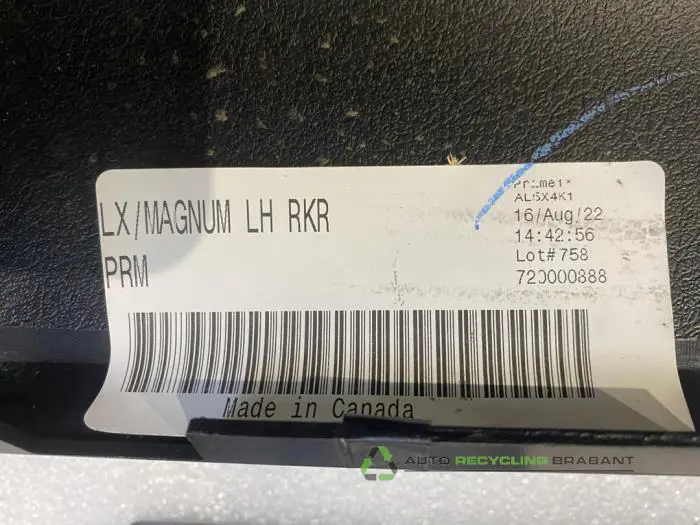 LX/MAGNUM LH RKR
PRM
Primer*
AL5X4K1
16/Aug/22
14:42:56
Lot#758
720000888
Made in Canada
AUTO RECYCLING BRABANT